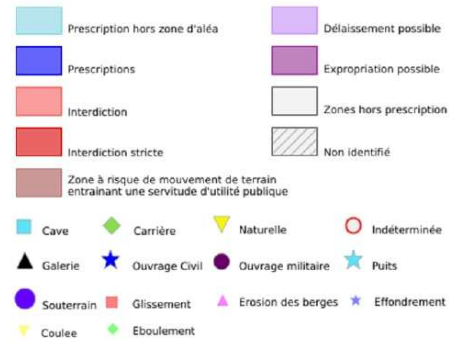 Prescription hors zone d'aléa
Délaissement possible
Prescriptions
Expropriation possible
Interdiction
Zones hors prescription
Interdiction stricte
Non identifié
Zone à risque de mouvement de terrain
entrainant une servitude d'utilité publique
Cave
Carrière
Naturelle
Indéterminée
Galerie
Ouvrage Civil
Ouvrage militaire
Puits
Souterrain
Glissement
Erosion des berges
Effondrement
Coulee
Eboulement